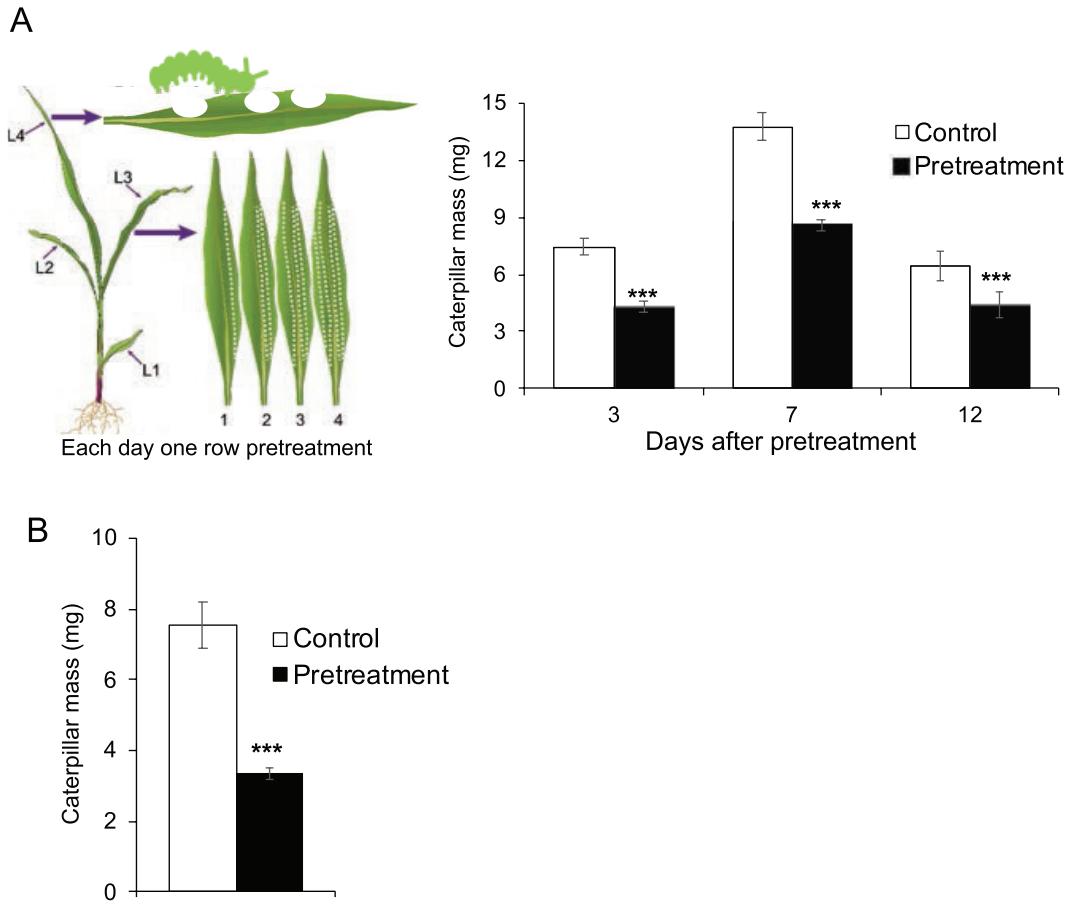 A
L4
L3
L2
L1
1 2 3 4
Each day one row pretreatment
Caterpillar mass (mg)
15
12
9
6
3
0
Control
Pretreatment
***
***
***
3 7 12
Days after pretreatment
B
Caterpillar mass (mg)
10
8
6
4
2
0
Control
Pretreatment
***